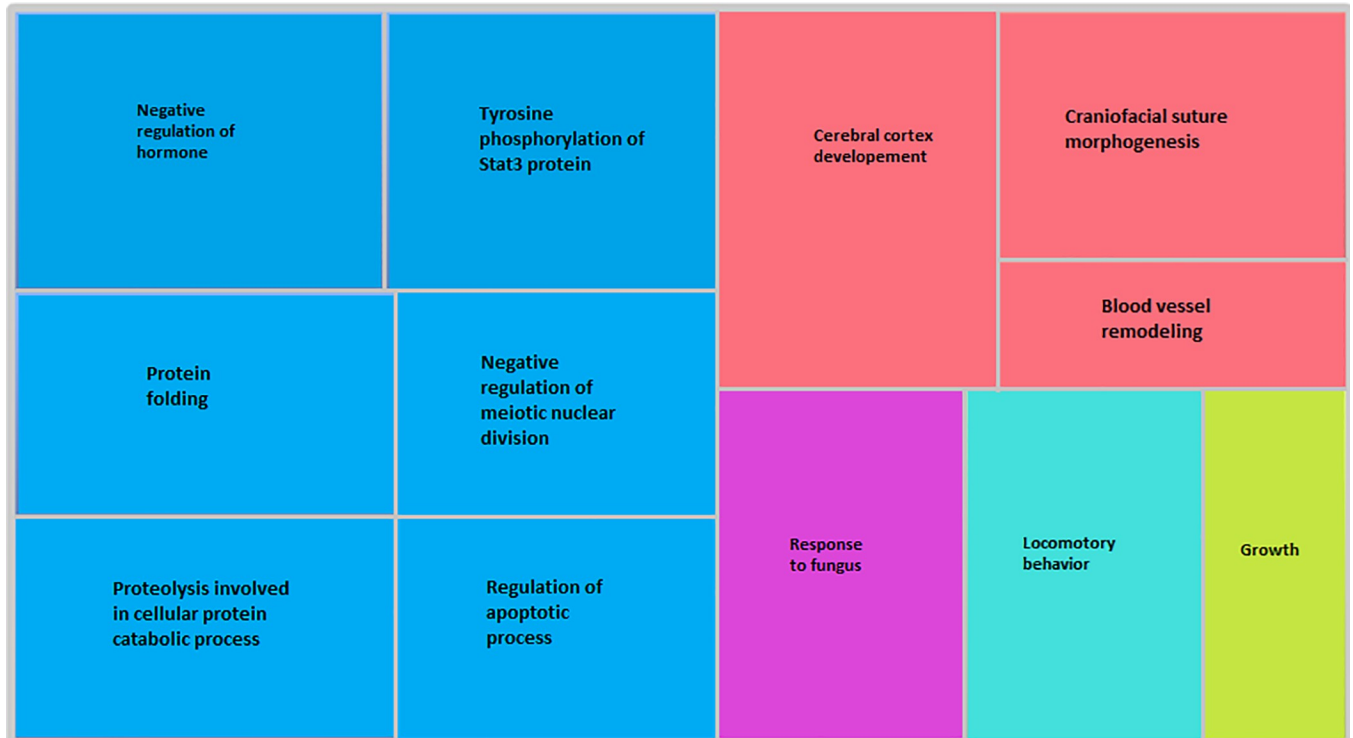 Negative
regulation of
hormone
Tyrosine
phosphorylation of
Stat3 protein
Cerebral cortex
developement
Craniofacial suture
morphogenesis
Blood vessel
remodeling
Protein
folding
Negative
regulation of
meiotic nuclear
division
Proteolysis involved
in cellular protein
catabolic process
Regulation of
apoptotic
process
Response
to fungus
Locomotory
behavior
Growth